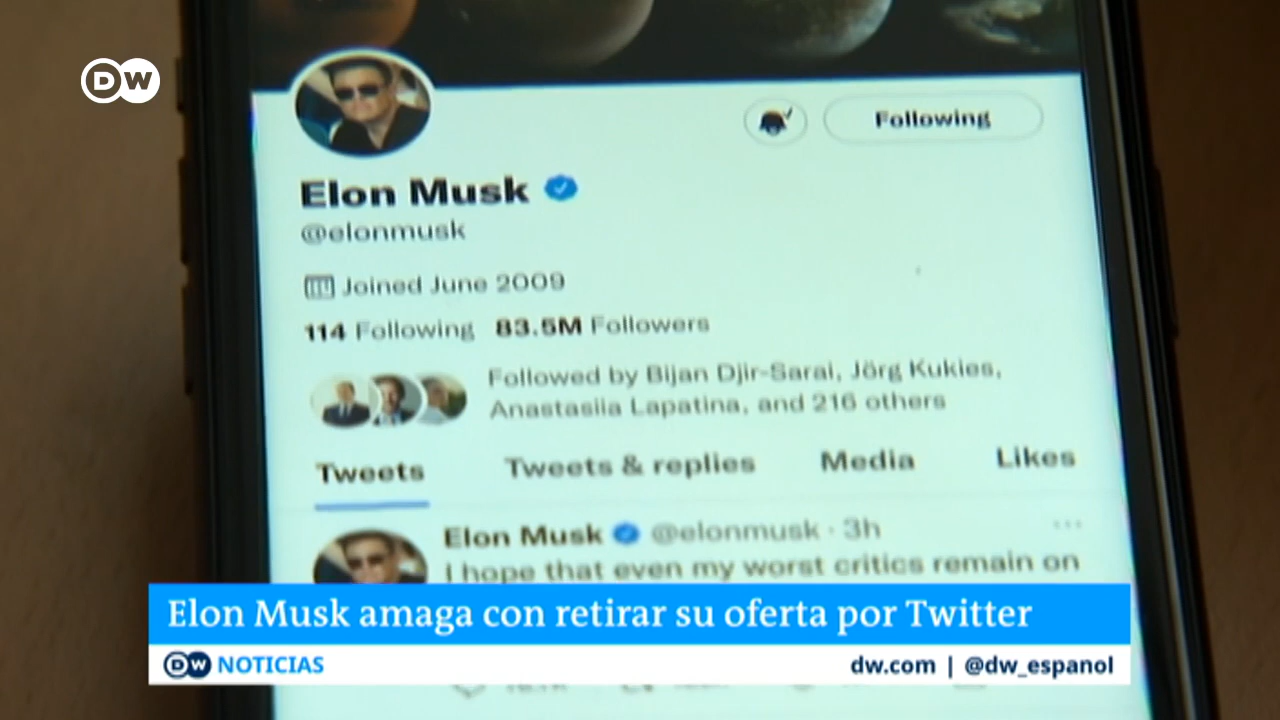 DW
Following
Elon Musk
@elonmusk
Joined June 2009
114 Following 83.5M Followers
Followed by Bijan Djir-Sarai, Jörg Kukies,
Anastasiia Lapatina, and 216 others
Tweets Tweets & replies Media Likes
Elon Musk @elonmusk · 3h
I hope that even my worst critics remain on
Elon Musk amaga con retirar su oferta por Twitter
DW NOTICIAS dw.com | @dw_espanol